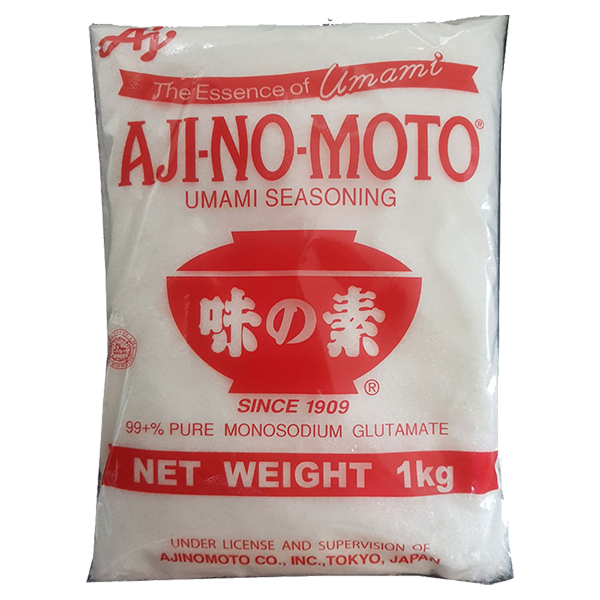 Aj
The Essence of Umami
AJI-NO-MOTO®
UMAMI SEASONING
味の素
®
SINCE 1909
99+% PURE MONOSODIUM GLUTAMATE
NET WEIGHT 1kg
UNDER LICENSE AND SUPERVISION OF
AJINOMOTO CO., INC.,TOKYO, JAPAN